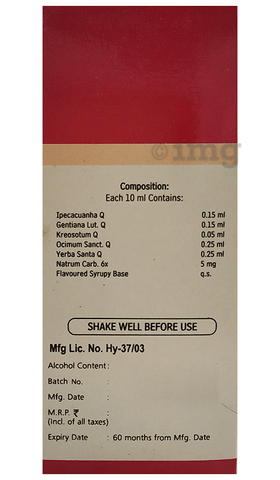 1mg
Composition:
Each 10 ml Contains:
Ipecacuanha Q 0.15 ml
Gentiana Lut. Q 0.15 ml
Kreosotum Q 0.05 ml
Ocimum Sanct. Q 0.25 ml
Yerba Santa Q 0.25 ml
Natrum Carb. 6x 5 mg
Flavoured Syrupy Base q.s.
SHAKE WELL BEFORE USE
Mfg Lic. No. Hy-37/03
Alcohol Content:
Batch No. :
Mfg. Date :
M.R.P. ₹ :
(Incl. of all taxes)
Expiry Date : 60 months from Mfg. Date